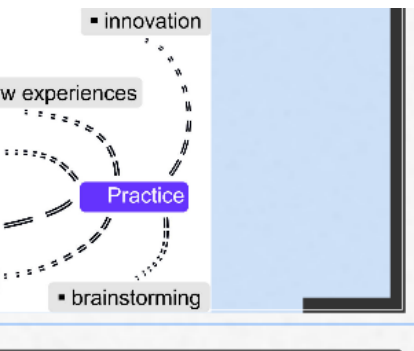 ▪ innovation
w experiences
Practice
▪ brainstorming